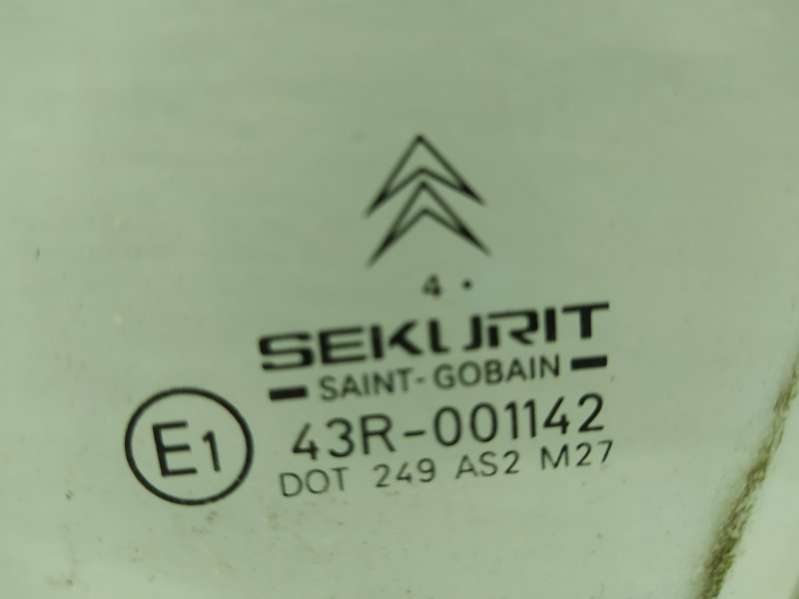 4 •
SEKURIT
SAINT-GOBAIN
E1
43R-001142
DOT 249 AS2 M27